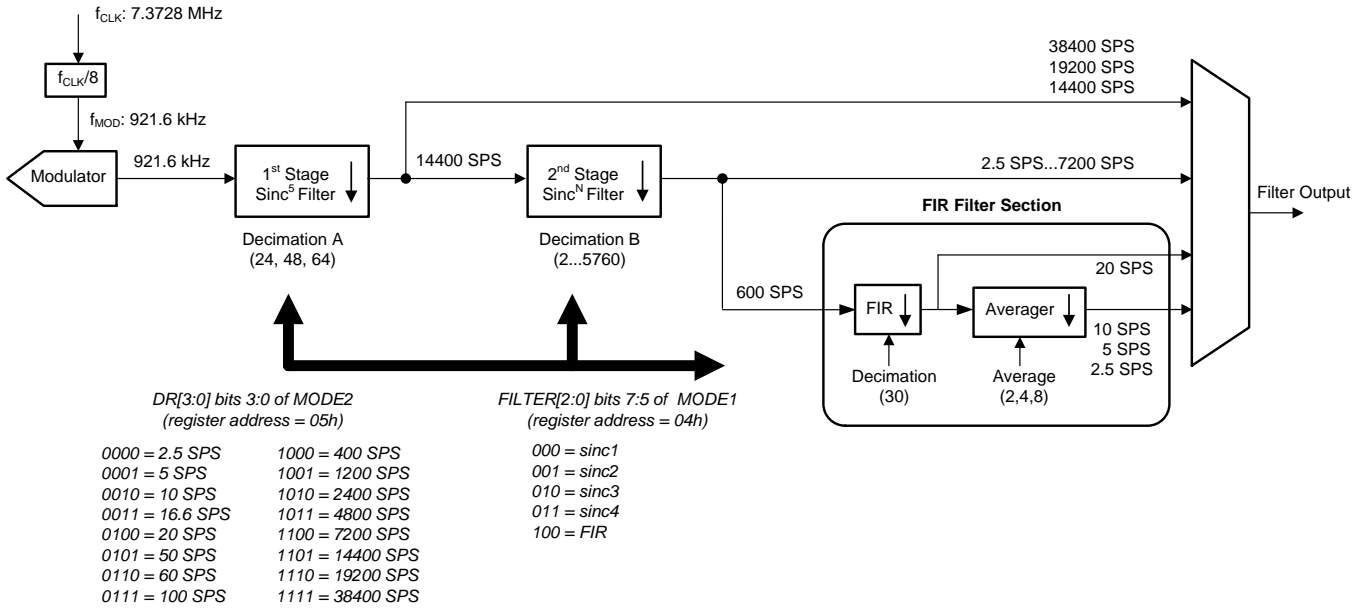 fCLK: 7.3728 MHz
fCLK/8
fMOD: 921.6 kHz
Modulator
921.6 kHz
1st Stage
Sinc5 Filter
Decimation A
(24, 48, 64)
14400 SPS
2nd Stage
SincN Filter
Decimation B
(2...5760)
38400 SPS
19200 SPS
14400 SPS
2.5 SPS...7200 SPS
FIR Filter Section
600 SPS
FIR
Decimation
(30)
20 SPS
Averager
Average
(2,4,8)
10 SPS
5 SPS
2.5 SPS
Filter Output
DR[3:0] bits 3:0 of MODE2
(register address = 05h)
0000 = 2.5 SPS
0001 = 5 SPS
0010 = 10 SPS
0011 = 16.6 SPS
0100 = 20 SPS
0101 = 50 SPS
0110 = 60 SPS
0111 = 100 SPS
1000 = 400 SPS
1001 = 1200 SPS
1010 = 2400 SPS
1011 = 4800 SPS
1100 = 7200 SPS
1101 = 14400 SPS
1110 = 19200 SPS
1111 = 38400 SPS
FILTER[2:0] bits 7:5 of MODE1
(register address = 04h)
000 = sinc1
001 = sinc2
010 = sinc3
011 = sinc4
100 = FIR